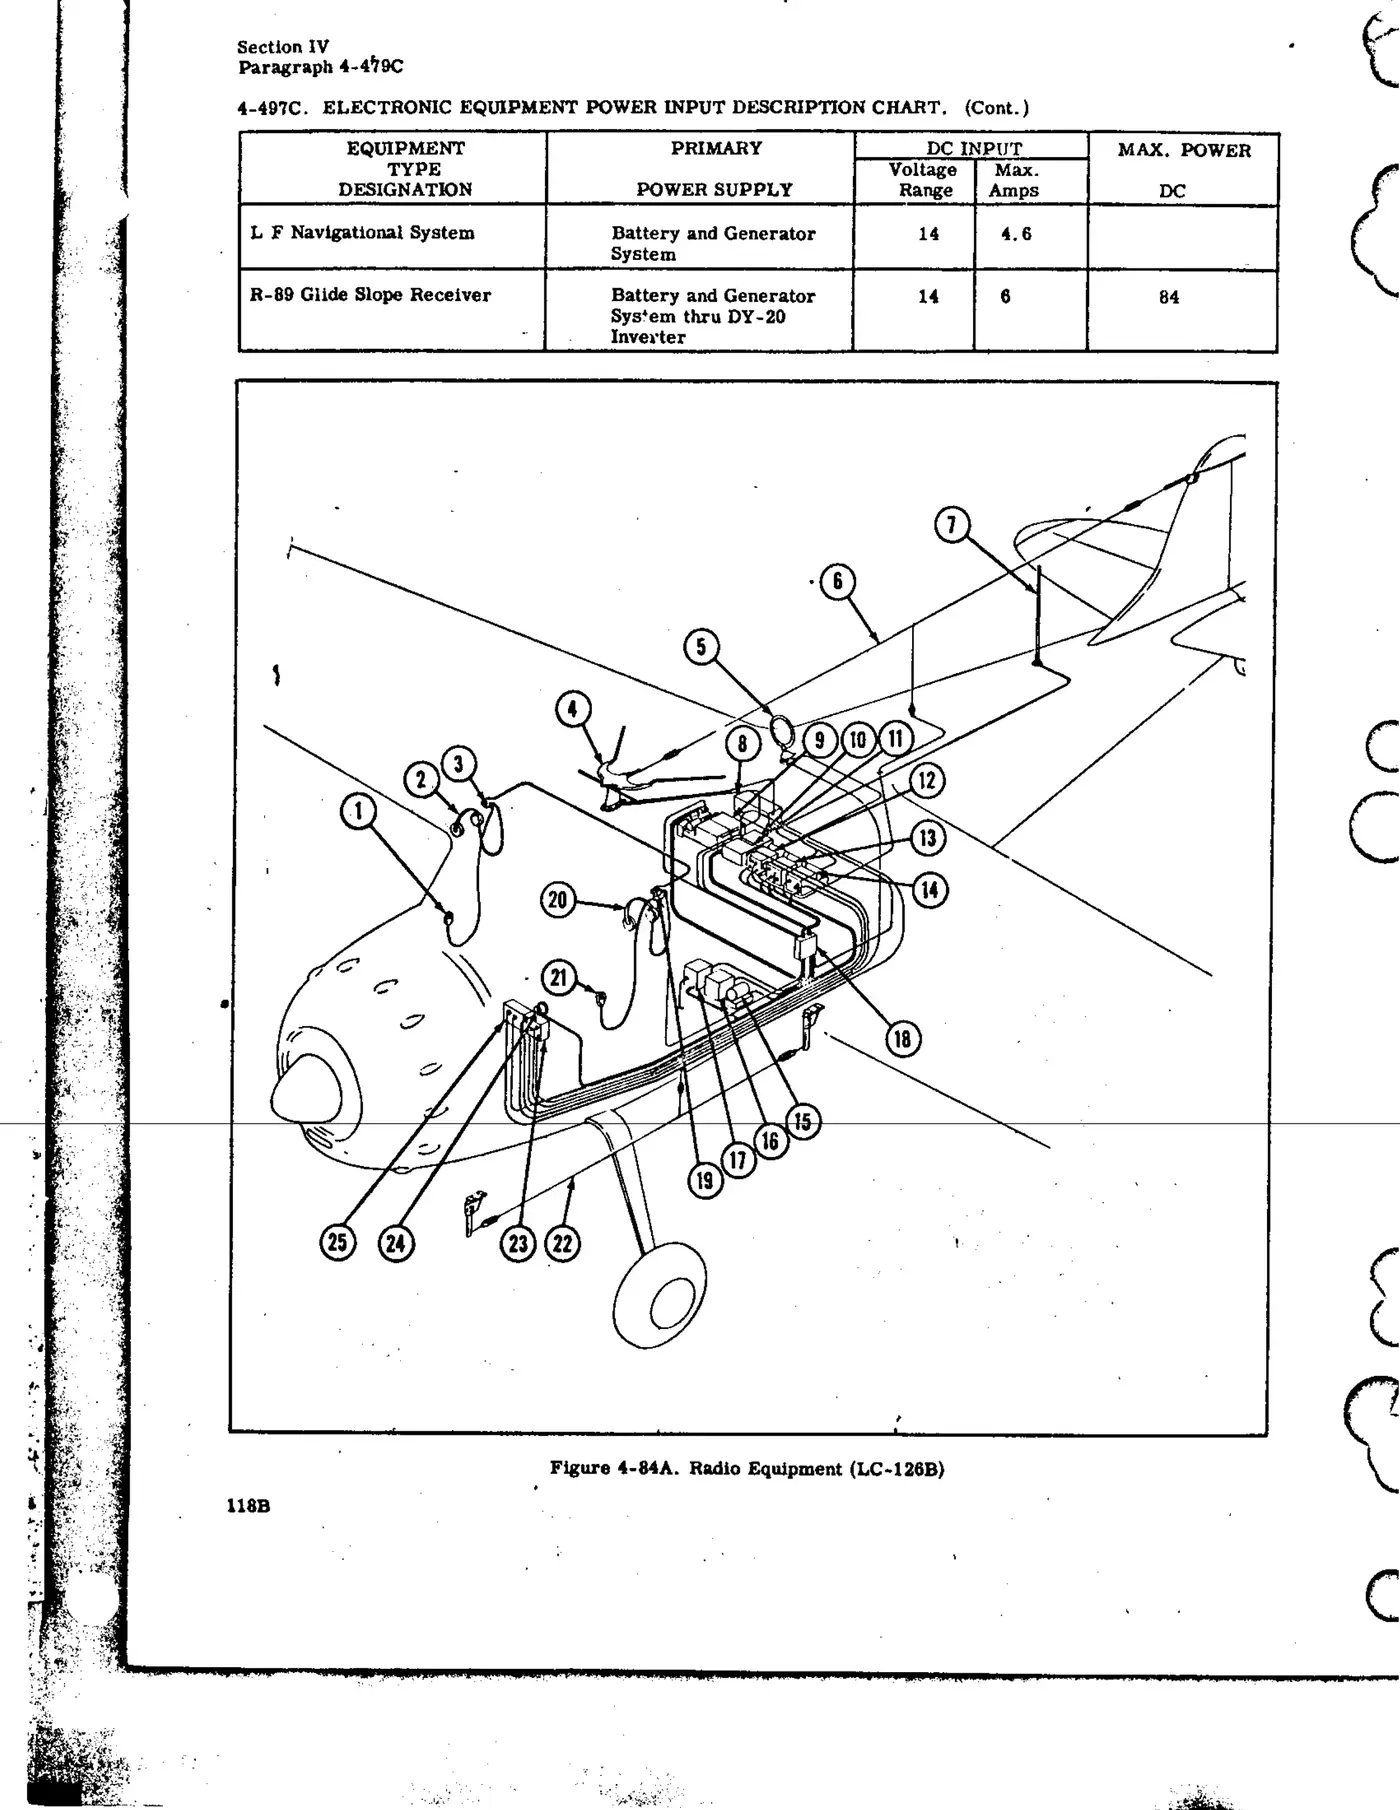 Section IV
Paragraph 4-479C
4-497C. ELECTRONIC EQUIPMENT POWER INPUT DESCRIPTION CHART. (Cont.)
EQUIPMENT TYPE DESIGNATION
PRIMARY POWER SUPPLY
DC INPUT
Voltage Range
Max. Amps
MAX. POWER DC
L F Navigational System
Battery and Generator
System
14
4.6
R-89 Glide Slope Receiver
Battery and Generator
System thru DY-20
Inverter
14
6
84
1
2
3
4
5
6
7
8
9
10
11
12
13
14
15
16
17
18
19
20
21
22
23
24
25
Figure 4-84A. Radio Equipment (LC-126B)
118B